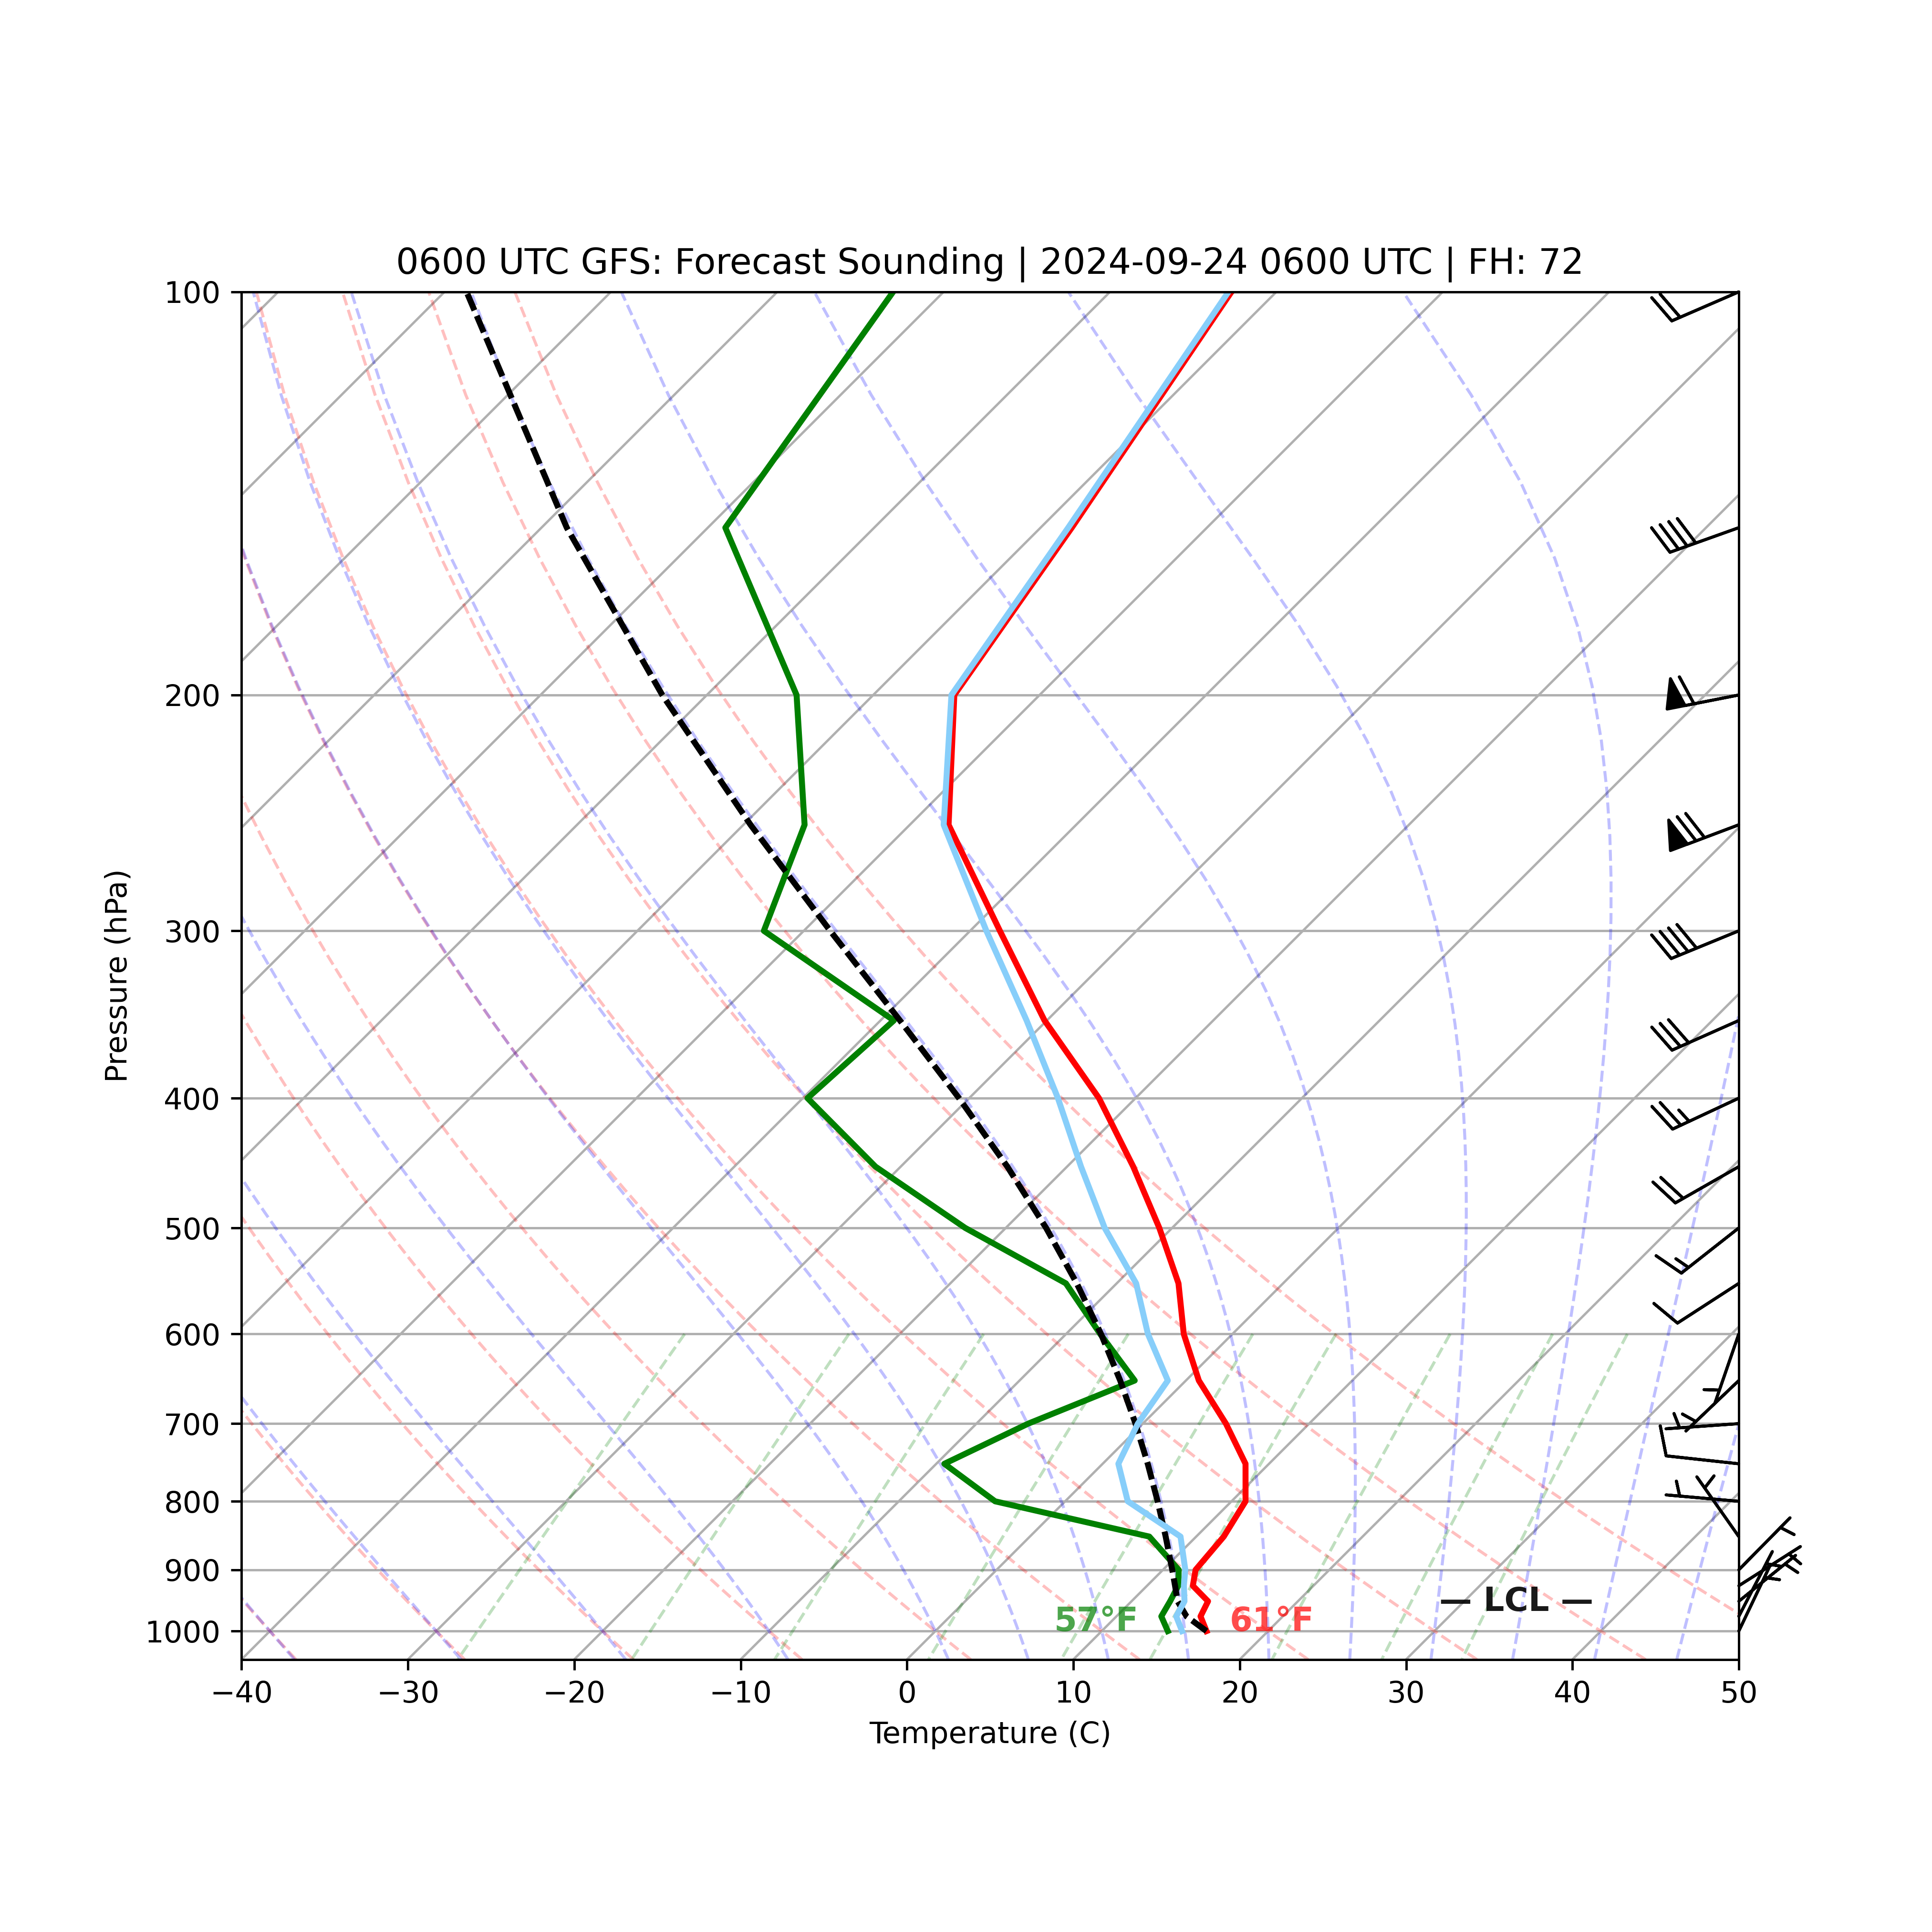 0600 UTC GFS: Forecast Sounding | 2024-09-24 0600 UTC | FH: 72
100
200
300
400
500
600
700
800
900
1000
Pressure (hPa)
57°F
61°F
— LCL —
−40 −30 −20 −10 0 10 20 30 40 50
Temperature (C)